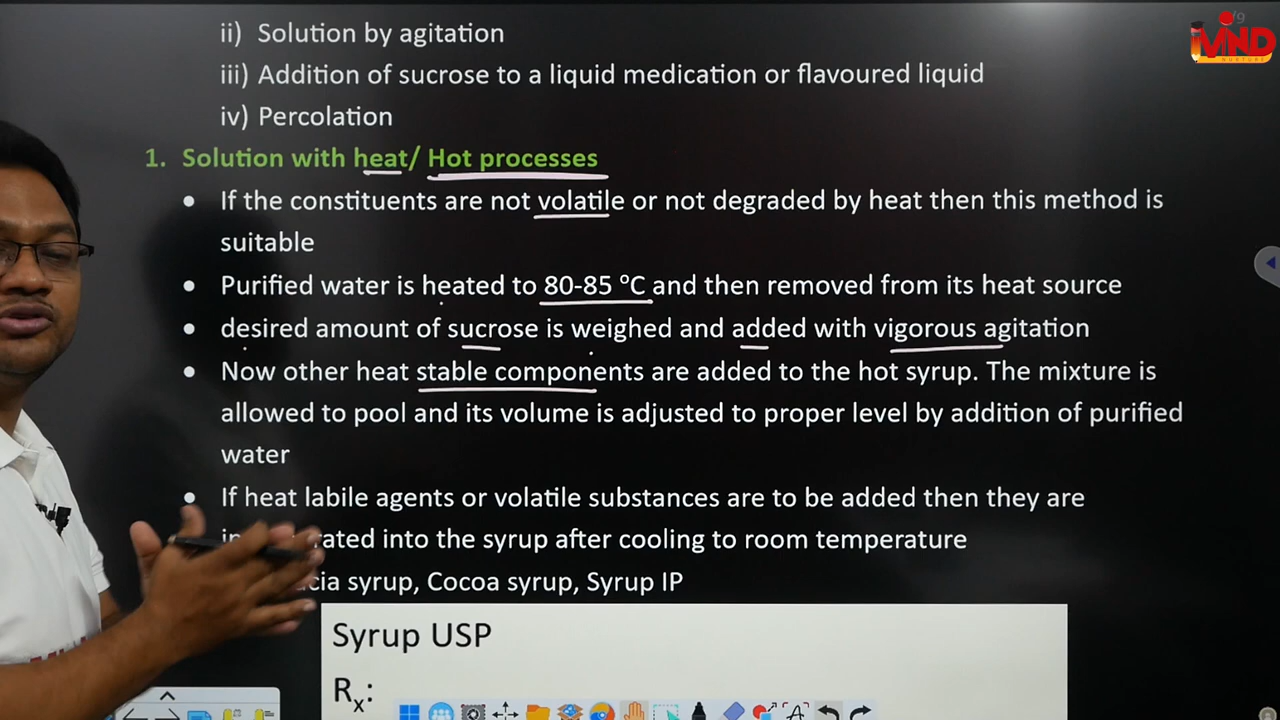 ii) Solution by agitation
iii) Addition of sucrose to a liquid medication or flavoured liquid
iv) Percolation
1. Solution with heat/ Hot processes
• If the constituents are not volatile or not degraded by heat then this method is
suitable
• Purified water is heated to 80-85 °C and then removed from its heat source
• desired amount of sucrose is weighed and added with vigorous agitation
• Now other heat stable components are added to the hot syrup. The mixture is
allowed to pool and its volume is adjusted to proper level by addition of purified
water
• If heat labile agents or volatile substances are to be added then they are
into the syrup after cooling to room temperature
syrup, Cocoa syrup, Syrup IP
Syrup USP
Rx:
/9
MIND
NURTURE